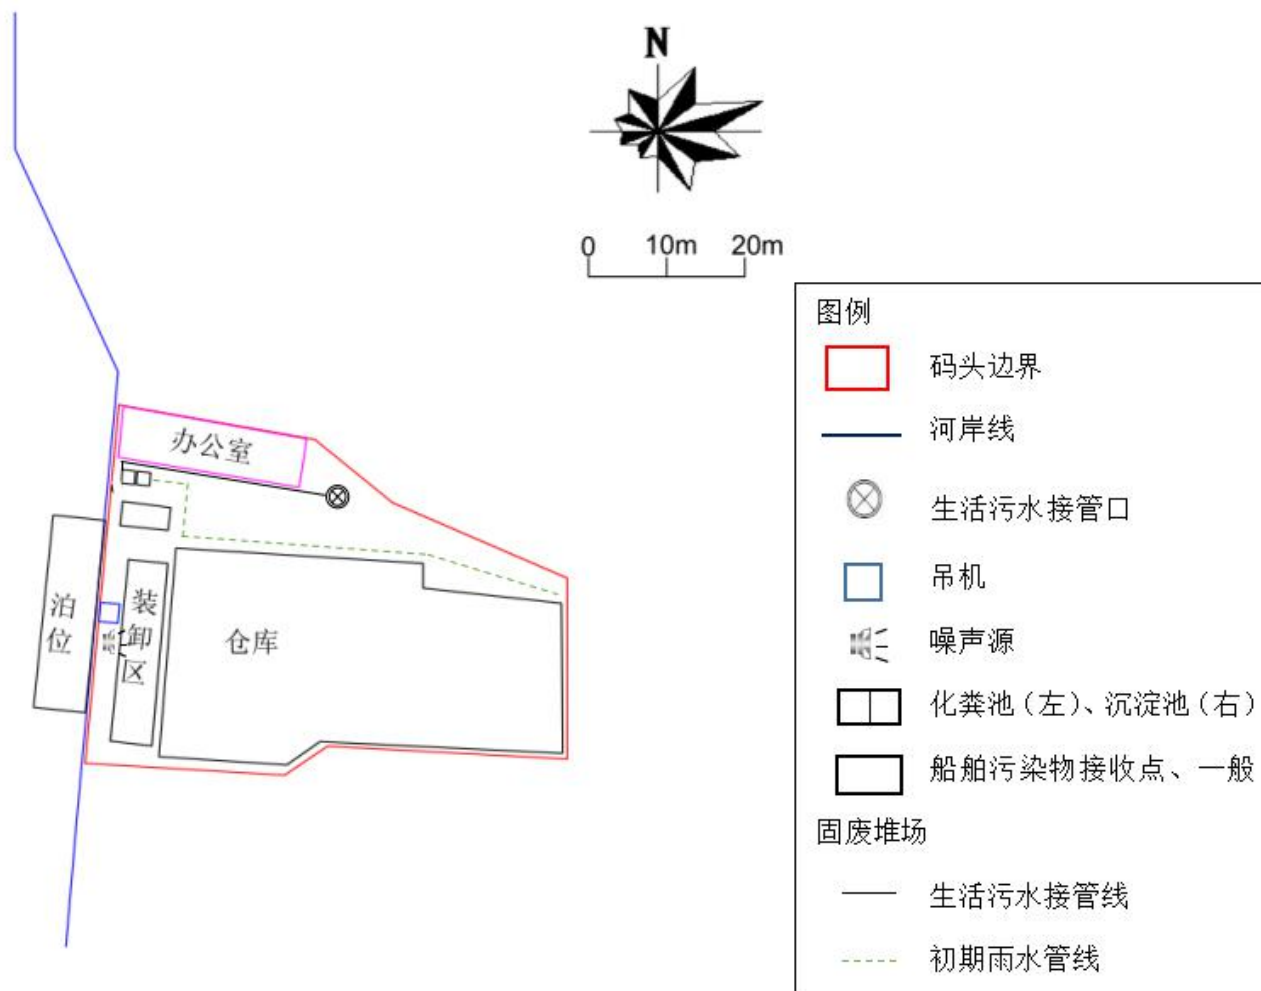 N
0 10m 20m
图例
码头边界
河岸线
生活污水接管口
吊机
噪声源
化粪池（左）、沉淀池（右）
船舶污染物接收点、一般
固废堆场
生活污水接管线
初期雨水管线
办公室
泊位
装卸区
仓库